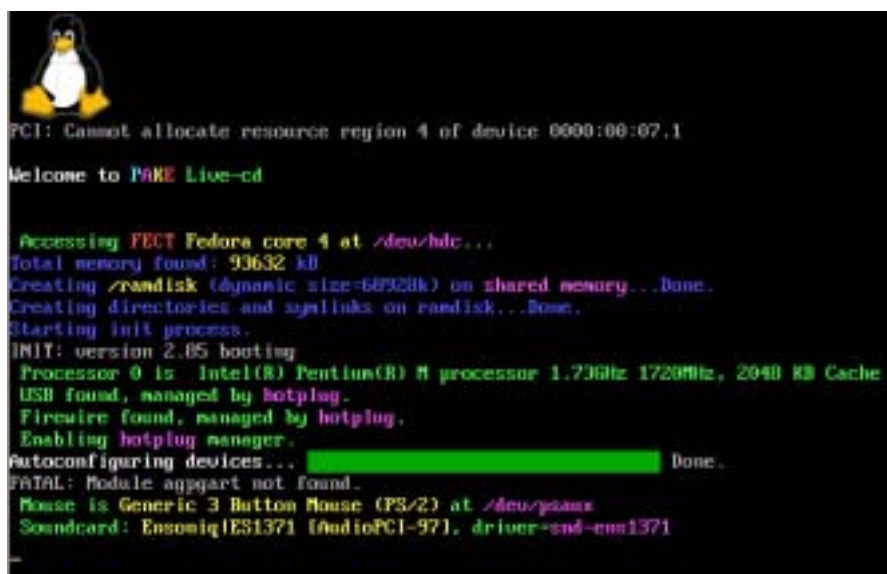 PCI: Cannot allocate resource region 4 of device 0000:00:07.1
Welcome to PAKE Live-cd
Accessing FECT Fedora core 4 at /dev/hdc...
Total memory found: 93632 kB
Creating /ramdisk (dynamic size=68928k) on shared memory...Done.
Creating directories and symlinks on ramdisk...Done.
Starting init process.
INIT: version 2.85 booting
Processor 0 is Intel(R) Pentium(R) M processor 1.73GHz 1720MHz, 2048 KB Cache
USB found, managed by hotplug.
Firewire found, managed by hotplug.
Enabling hotplug manager.
Autoconfiguring devices... Done.
FATAL: Module agpgart not found.
Mouse is Generic 3 Button Mouse (PS/2) at /dev/psaux
Soundcard: Ensoniq|ES1371 [AudioPCI-97], driver=snd-ens1371